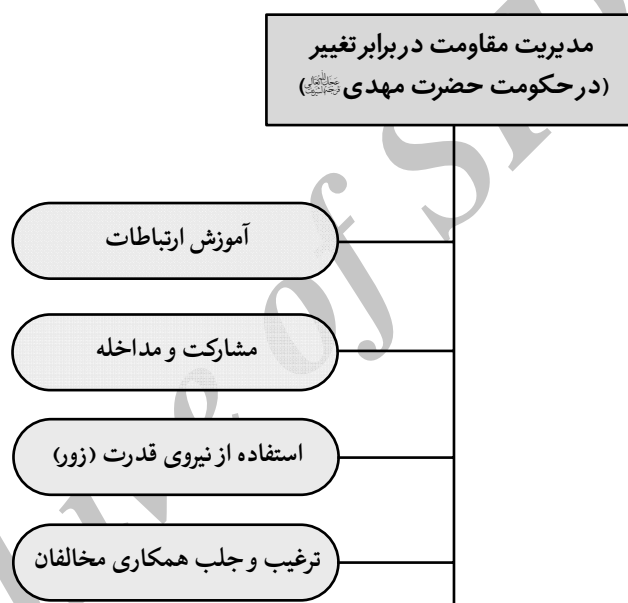 مدیریت مقاومت در برابر تغییر
(در حکومت حضرت مهدی)
آموزش ارتباطات
مشارکت و مداخله
استفاده از نیروی قدرت (زور)
ترغیب و جلب همکاری مخالفان